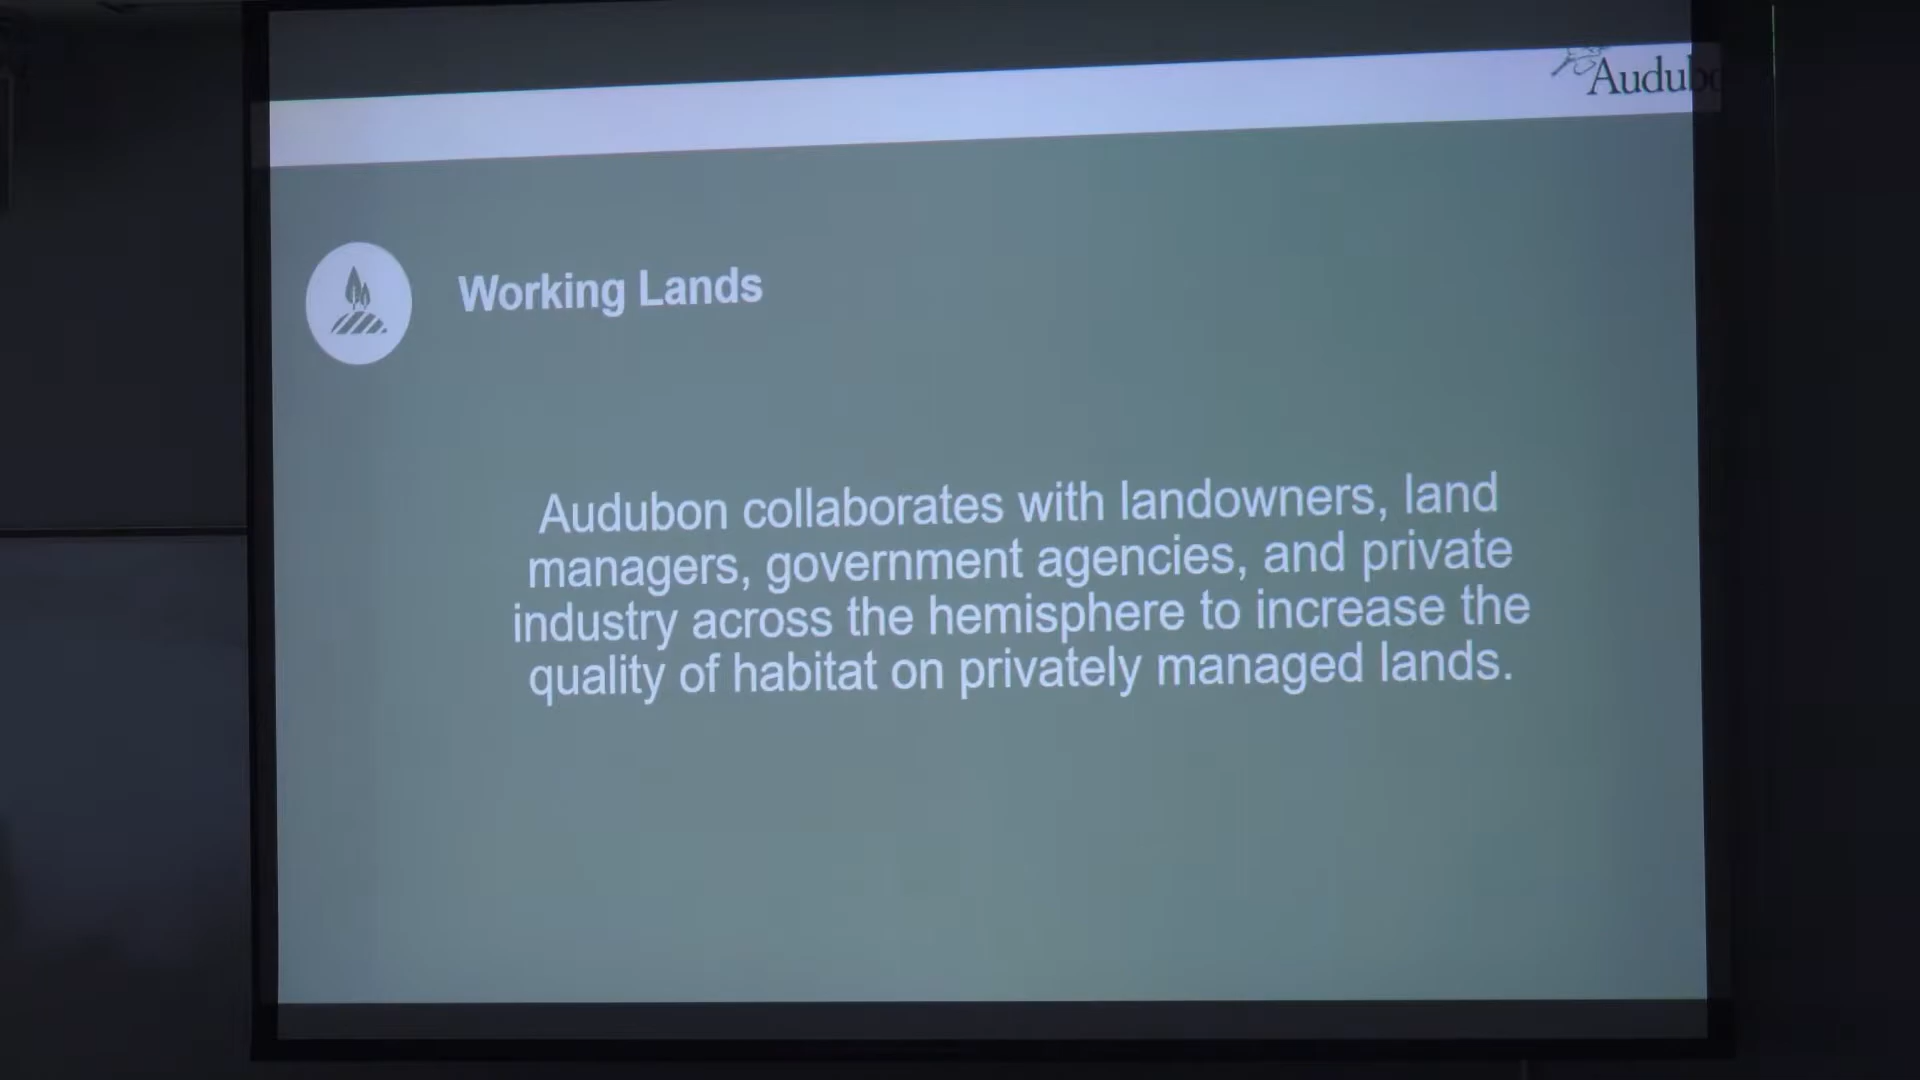 Audubo
Working Lands
Audubon collaborates with landowners, land
managers, government agencies, and private
industry across the hemisphere to increase the
quality of habitat on privately managed lands.